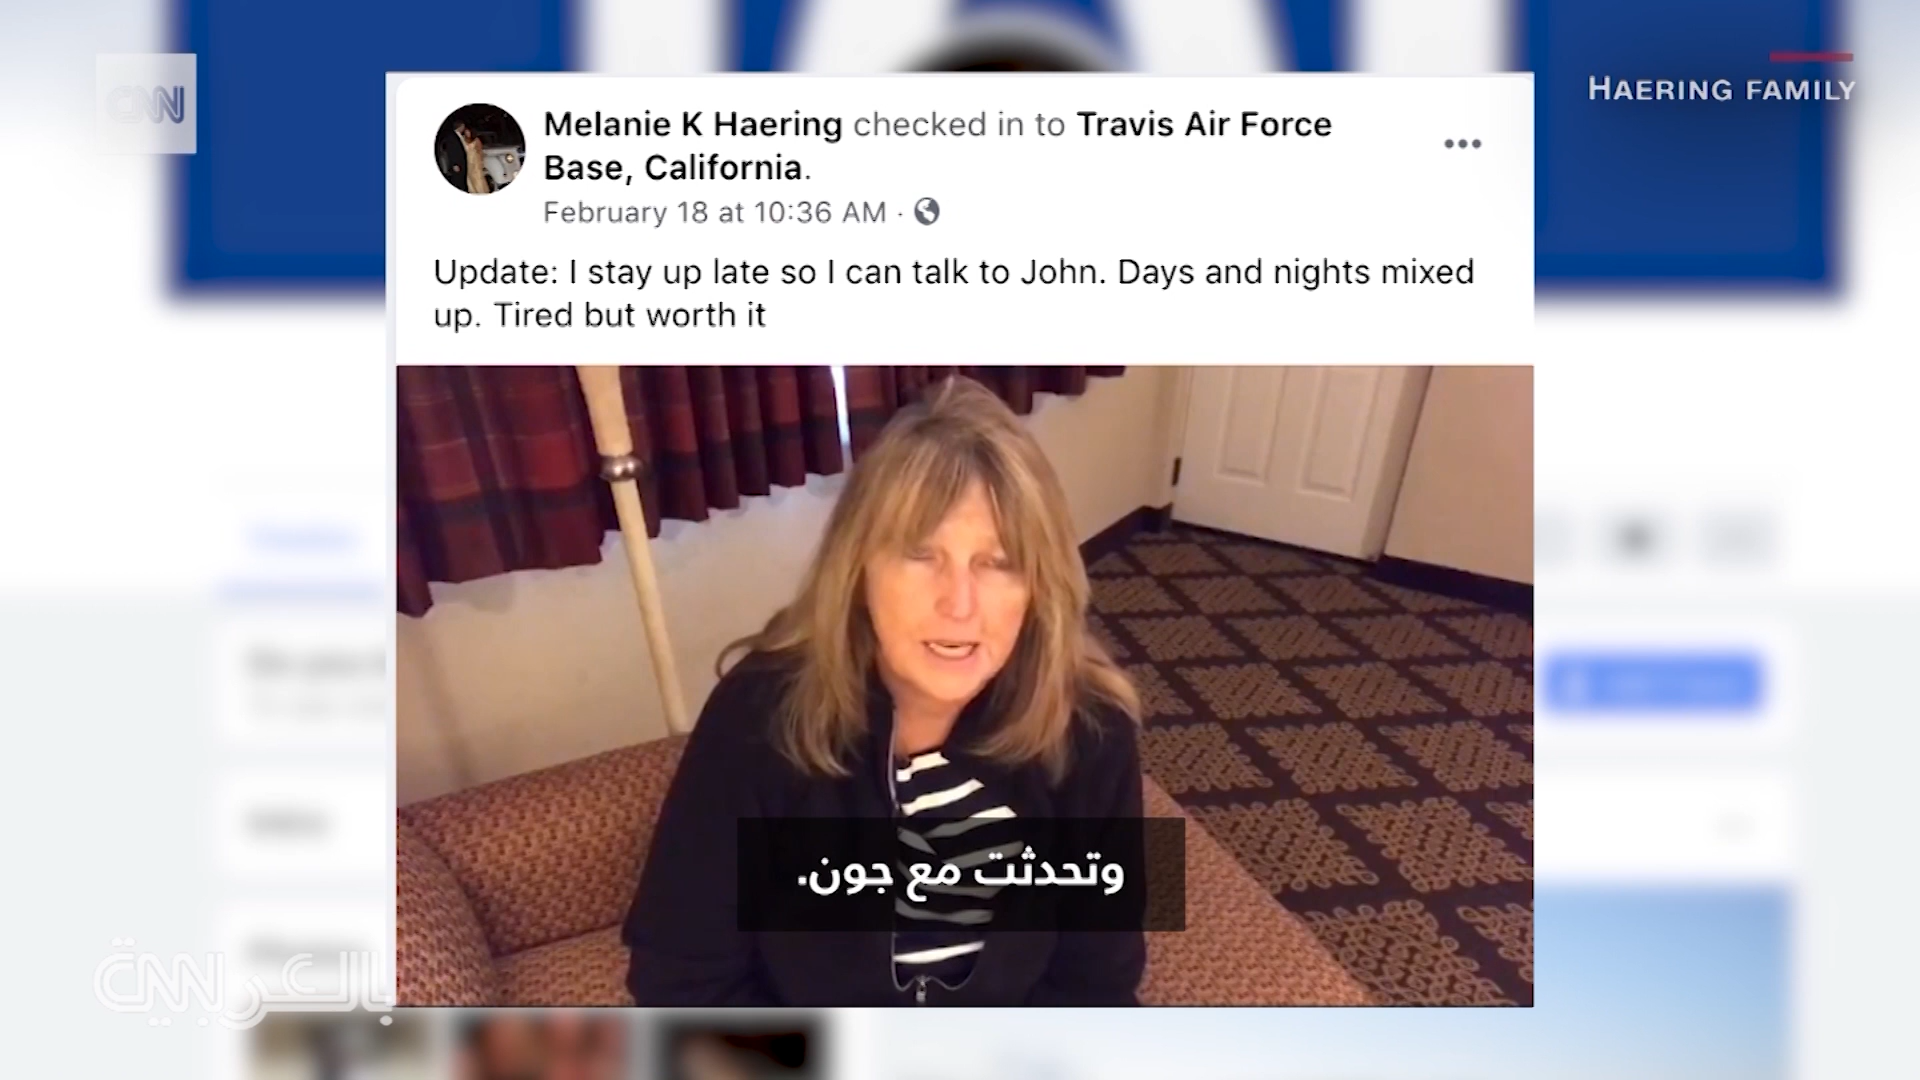 CNN
HAERING FAMILY
Melanie K Haering checked in to Travis Air Force
Base, California.
February 18 at 10:36 AM ·
Update: I stay up late so I can talk to John. Days and nights mixed
up. Tired but worth it
وتحدثت مع جون.
CNN بالعربية